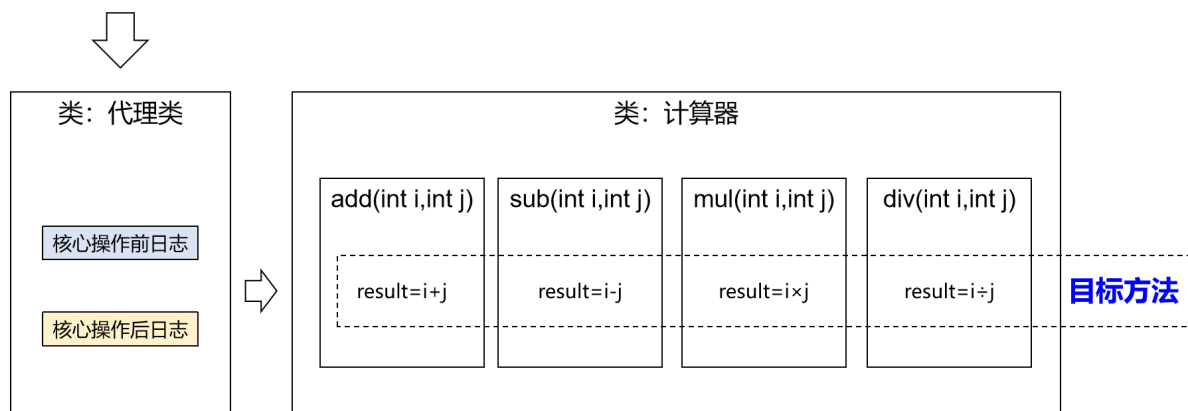 类：代理类
核心操作前日志
核心操作后日志
类：计算器
add(int i,int j)
sub(int i,int j)
mul(int i,int j)
div(int i,int j)
result=i+j
result=i-j
result=i×j
result=i÷j
目标方法